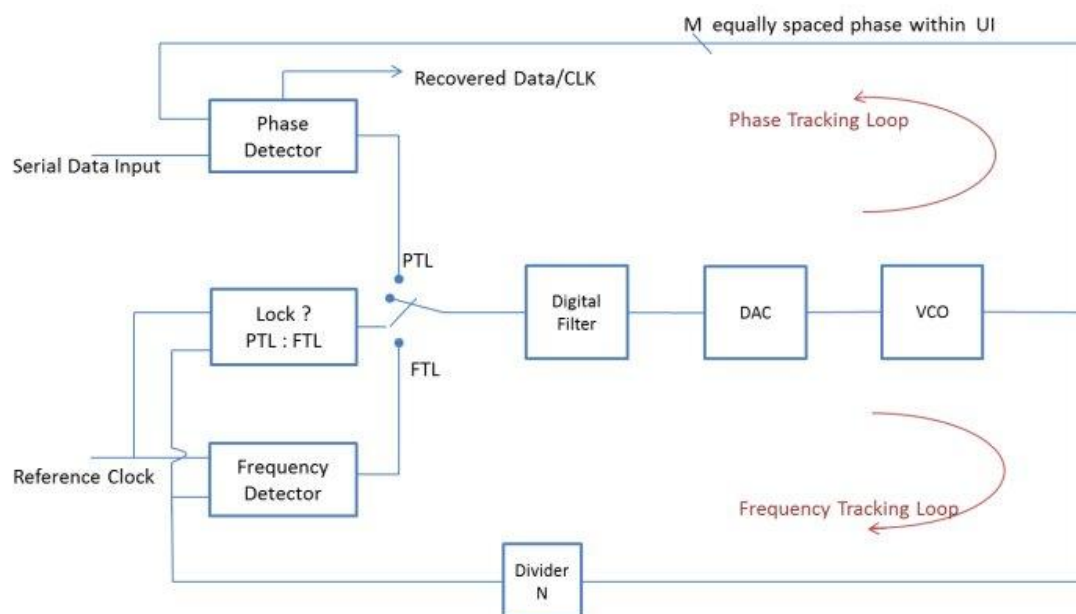 M equally spaced phase within UI
Recovered Data/CLK
Phase
Detector
Phase Tracking Loop
Serial Data Input
PTL
Lock ?
PTL : FTL
Digital
Filter
DAC
VCO
FTL
Reference Clock
Frequency
Detector
Frequency Tracking Loop
Divider
N